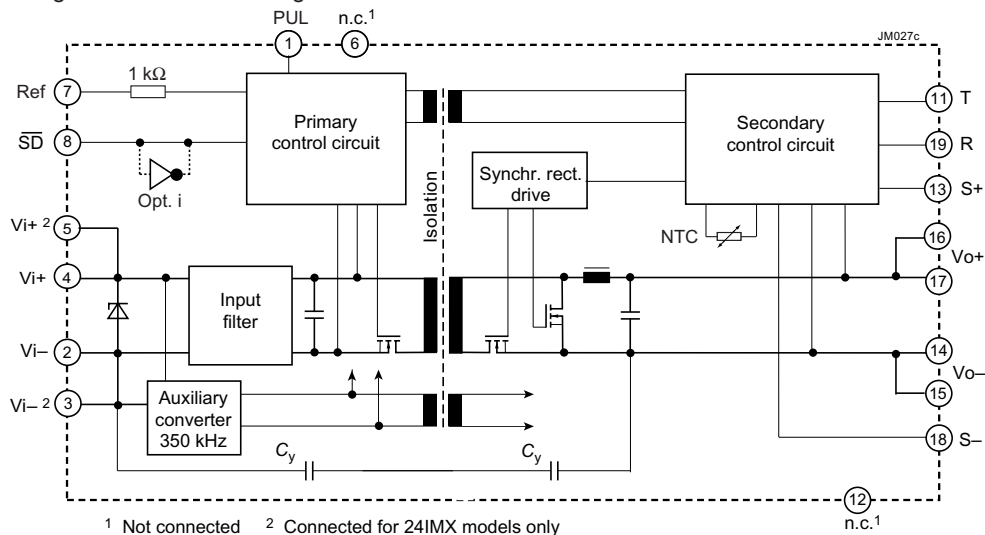 PUL
n.c.1
JM027c
1
6
1 kΩ
Ref
7
SD
8
Opt. i
Primary
control circuit
Isolation
Synchr. rect.
drive
Secondary
control circuit
NTC
11
T
19
R
13
S+
16
Vo+
17
14
Vo–
15
18
S–
Vi+ 2
5
Vi+
4
Vi–
2
Vi– 2
3
Input
filter
Auxiliary
converter
350 kHz
Cy
Cy
12
n.c.1
1 Not connected 2 Connected for 24IMX models only